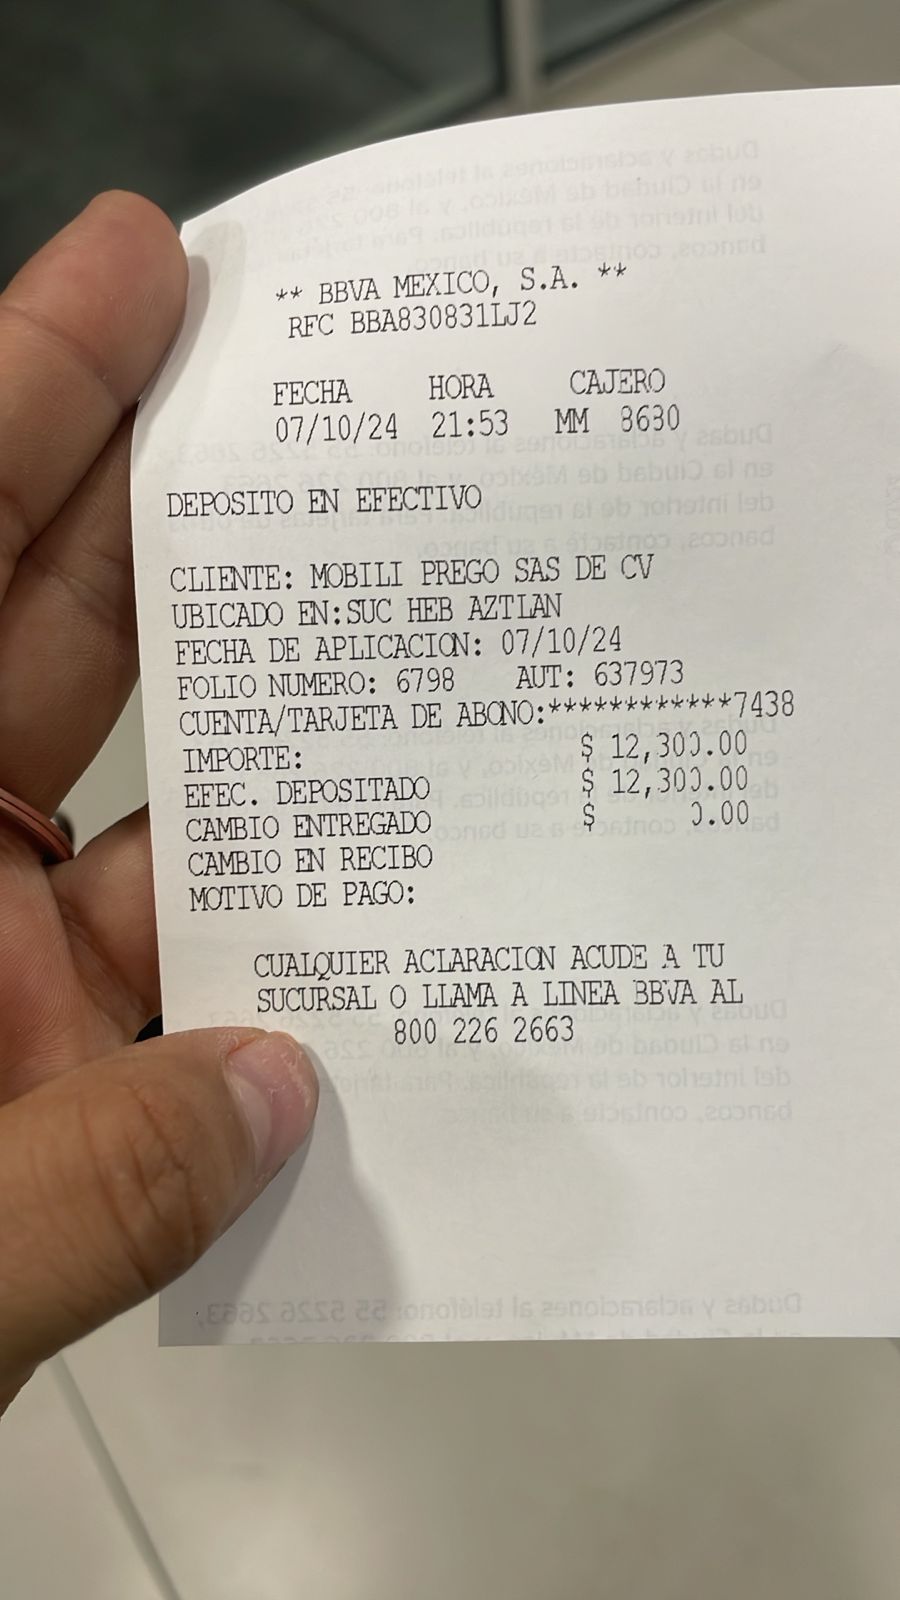 ** BBVA MEXICO, S.A. **
RFC BBA830831LJ2
FECHA HORA CAJERO
07/10/24 21:53 MM 8630
DEPOSITO EN EFECTIVO
CLIENTE: MOBILI PREGO SAS DE CV
UBICADO EN:SUC HEB AZTLAN
FECHA DE APLICACION: 07/10/24
FOLIO NUMERO: 6798 AUT: 637973
CUENTA/TARJETA DE ABONO:************7438
IMPORTE: $ 12,300.00
EFEC. DEPOSITADO $ 12,300.00
CAMBIO ENTREGADO $ 0.00
CAMBIO EN RECIBO
MOTIVO DE PAGO:
CUALQUIER ACLARACION ACUDE A TU
SUCURSAL O LLAMA A LINEA BBVA AL
800 226 2663